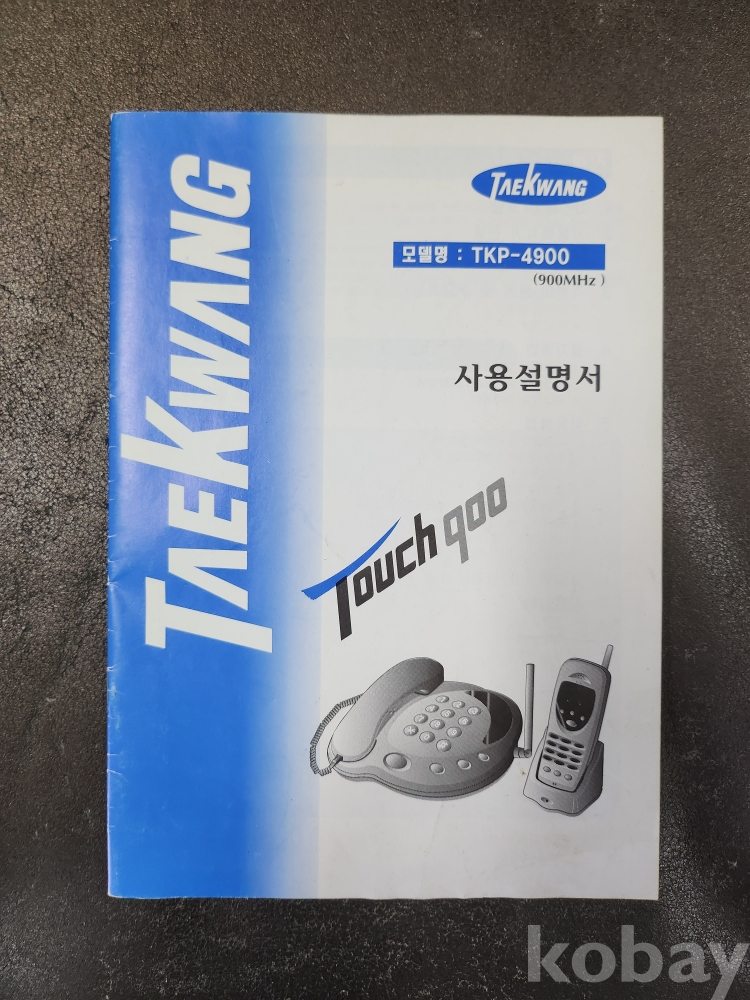 TAEKWANG
TAEKWANG
모델명 : TKP-4900
(900MHz )
사용설명서
Touch 900
kobay